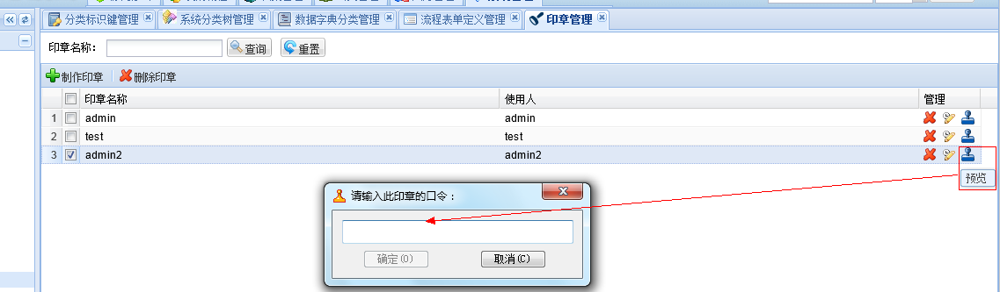 分类标识键管理 系统分类树管理 数据字典分类管理 流程表单定义管理 印章管理
印章名称： 查询 重置
制作印章 删除印章
印章名称 使用人 管理
1 admin admin
2 test test
3 admin2 admin2
预览
请输入此印章的口令：
确定(O) 取消(C)